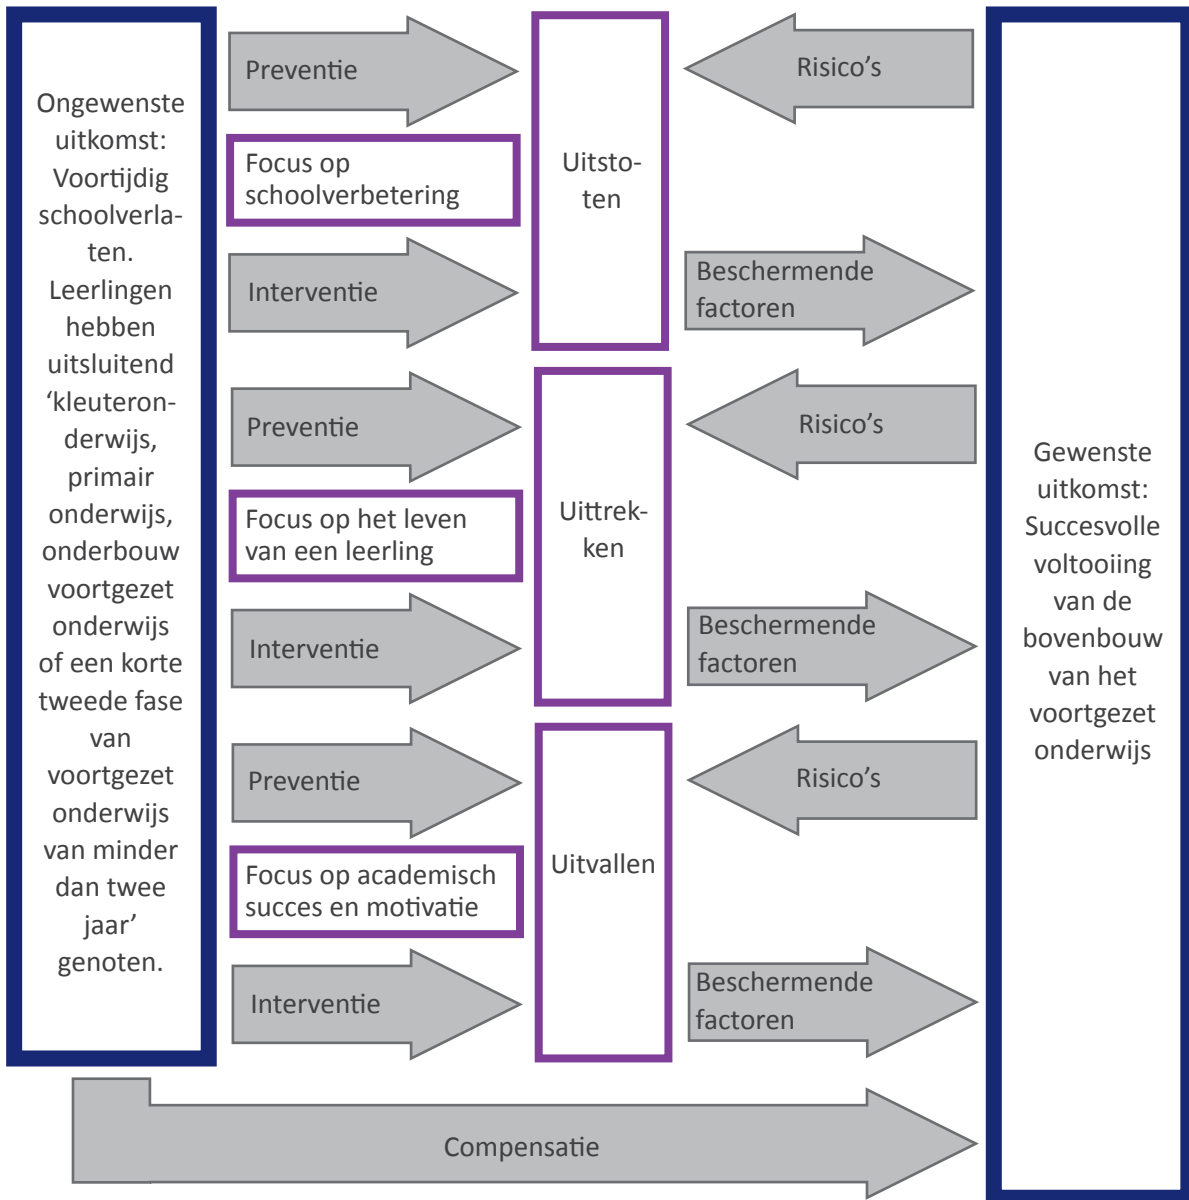 Ongewenste
uitkomst:
Voortijdig
schoolverla-
ten.
Leerlingen
hebben
uitsluitend
‘kleuteron-
derwijs,
primair
onderwijs,
onderbouw
voortgezet
onderwijs
of een korte
tweede fase
van
voortgezet
onderwijs
van minder
dan twee
jaar’
genoten.
Preventie
Focus op
schoolverbetering
Interventie
Uitsto-
ten
Risico’s
Beschermende
factoren
Preventie
Focus op het leven
van een leerling
Interventie
Uittrek-
ken
Risico’s
Beschermende
factoren
Preventie
Focus op academisch
succes en motivatie
Interventie
Uitvallen
Risico’s
Beschermende
factoren
Gewenste
uitkomst:
Succesvolle
voltooiing
van de
bovenbouw
van het
voortgezet
onderwijs
Compensatie